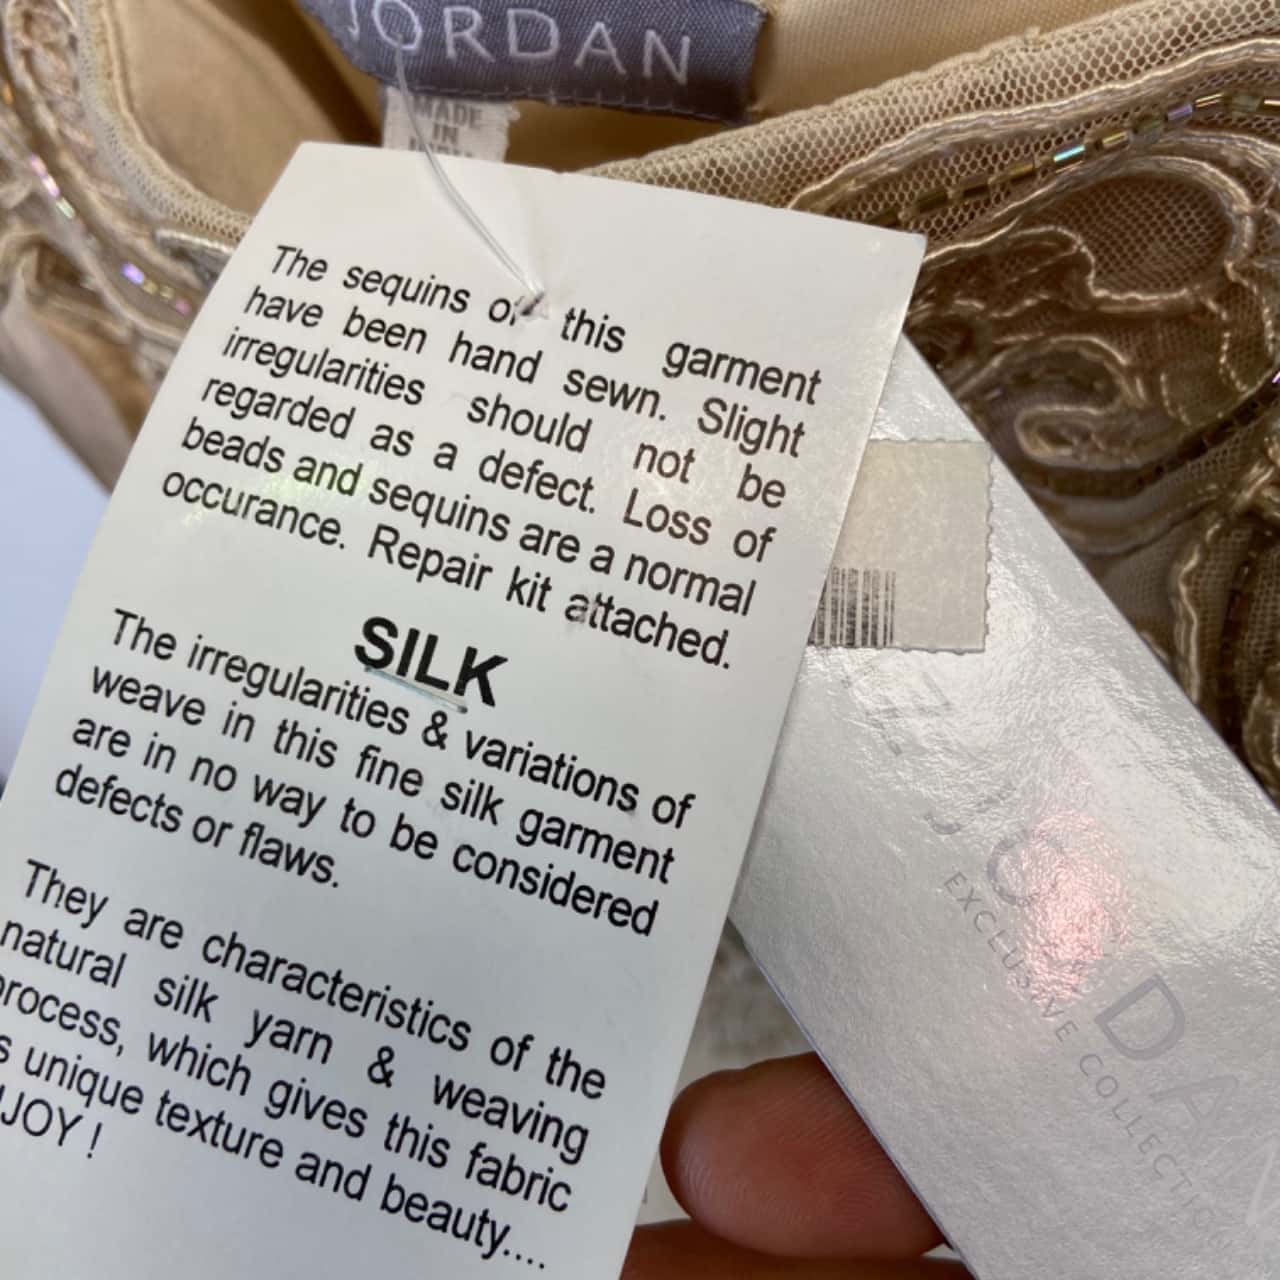 JORDAN
MADE
IN
The sequins of this garment
have been hand sewn. Slight
irregularities should not be
regarded as a defect. Loss of
beads and sequins are a normal
occurance. Repair kit attached.
SILK
The irregularities & variations of
weave in this fine silk garment
are in no way to be considered
defects or flaws.
They are characteristics of the
natural silk yarn & weaving
process, which gives this fabric
s unique texture and beauty....
JOY !
JORDAN
EXCLUSIVE COLLECTION